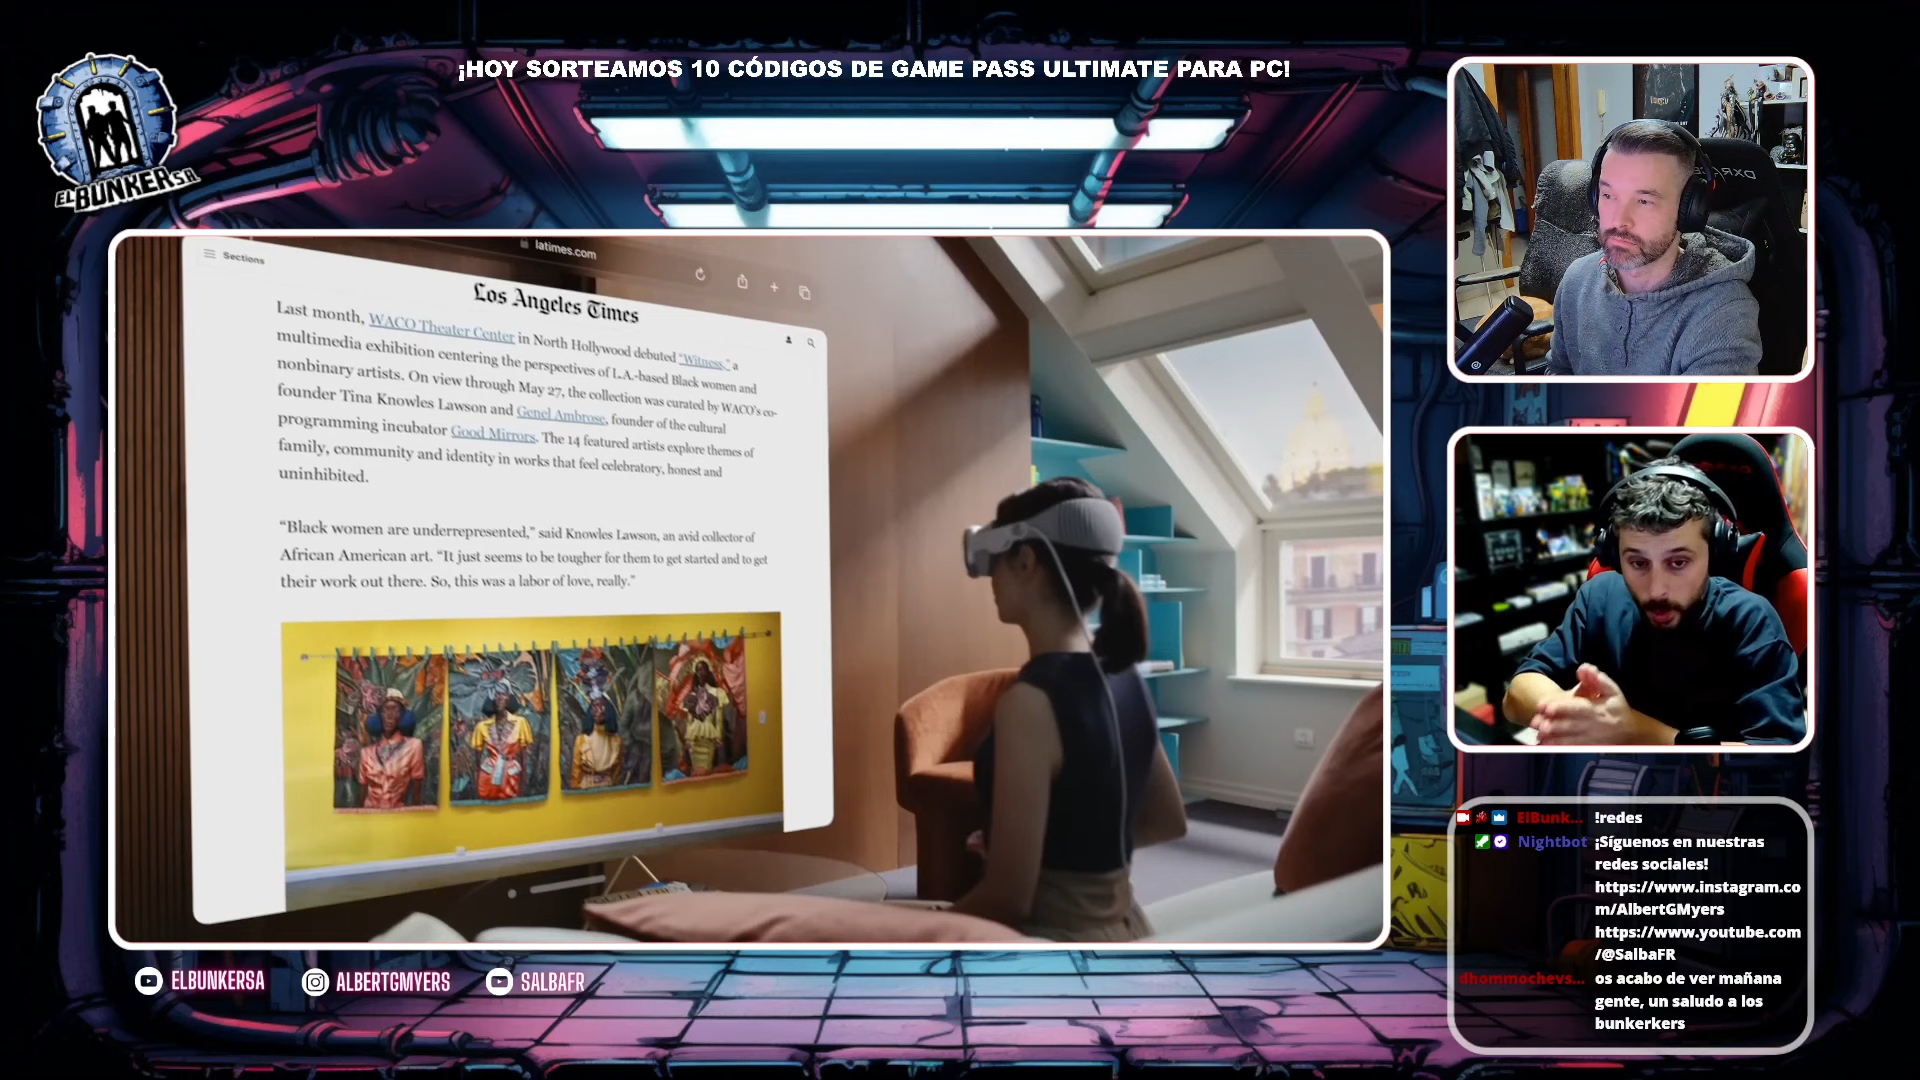 ¡HOY SORTEAMOS 10 CÓDIGOS DE GAME PASS ULTIMATE PARA PC!
EL BUNKER S.A.
latimes.com
Sections
Los Angeles Times
Last month, WACO Theater Center in North Hollywood debuted “Witness,” a
multimedia exhibition centering the perspectives of L.A.-based Black women and
nonbinary artists. On view through May 27, the collection was curated by WACO’s co-
founder Tina Knowles Lawson and Genel Ambrose, founder of the cultural
programming incubator Good Mirrors. The 14 featured artists explore themes of
family, community and identity in works that feel celebratory, honest and
uninhibited.
“Black women are underrepresented,” said Knowles Lawson, an avid collector of
African American art. “It just seems to be tougher for them to get started and to get
their work out there. So, this was a labor of love, really.”
DXRA
ElBunk... !redes
Nightbot ¡Síguenos en nuestras
redes sociales!
https://www.instagram.co
m/AlbertGMyers
https://www.youtube.com
/@SalbaFR
dhommochevs... os acabo de ver mañana
gente, un saludo a los
bunkerkers
ELBUNKERSA ALBERTGMYERS SALBAFR